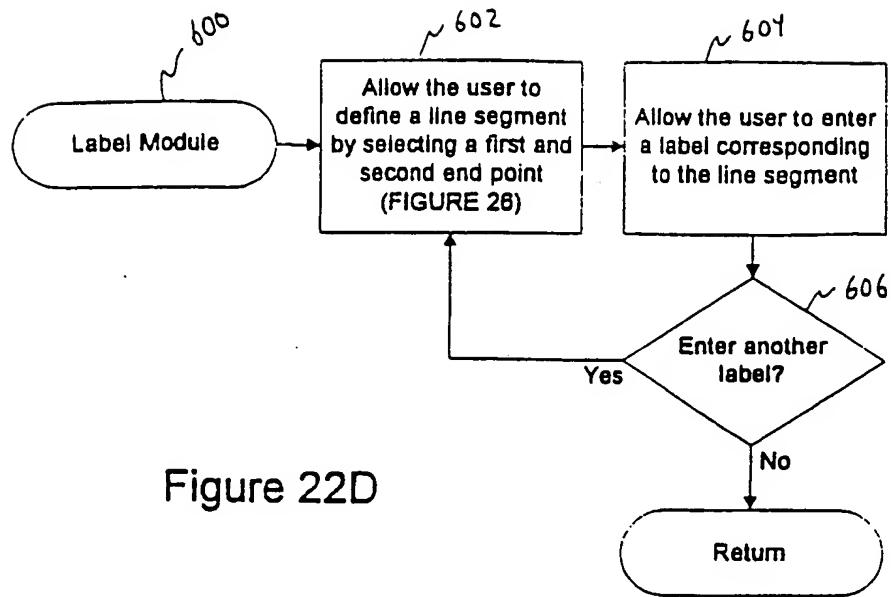 600
602
604
Label Module
Allow the user to
define a line segment
by selecting a first and
second end point
(FIGURE 26)
Allow the user to enter
a label corresponding
to the line segment
606
Enter another
label?
Yes
No
Return
Figure 22D